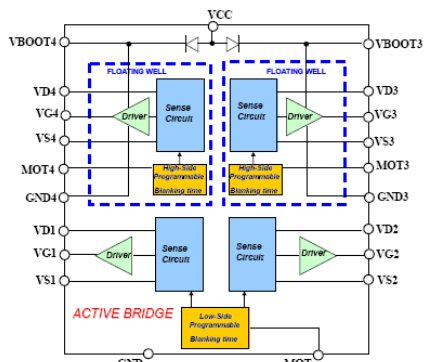 VCC
VBOOT4
VBOOT3
FLOATING WELL
FLOATING WELL
VD4
VG4
VS4
MOT4
GND4
Driver
Sense
Circuit
High-Side
Programmable
Blanking time
Sense
Circuit
Driver
High-Side
Programmable
Blanking time
VD3
VG3
VS3
MOT3
GND3
VD1
VG1
VS1
Driver
Sense
Circuit
Sense
Circuit
Driver
VD2
VG2
VS2
ACTIVE BRIDGE
Low-Side
Programmable
Blanking time
GND
MOT